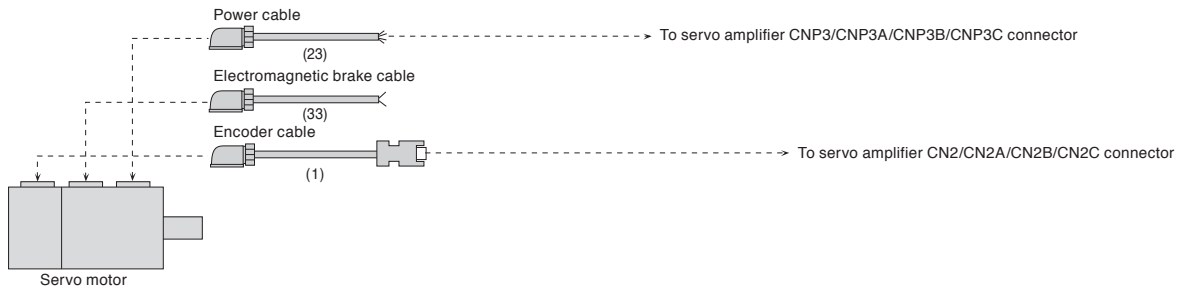 Power cable
(23)
To servo amplifier CNP3/CNP3A/CNP3B/CNP3C connector
Electromagnetic brake cable
(33)
Encoder cable
(1)
To servo amplifier CN2/CN2A/CN2B/CN2C connector
Servo motor